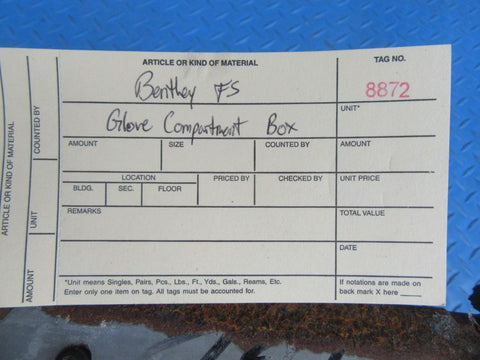 ARTICLE OR KIND OF MATERIAL
TAG NO.
FS
8872
Glove Compartment Box
UNIT*
AMOUNT
SIZE
COUNTED BY
AMOUNT
LOCATION
PRICED BY
CHECKED BY
UNIT PRICE
BLDG.
SEC.
FLOOR
REMARKS
TOTAL VALUE
DATE
*Unit means Singles, Pairs, Pcs., Lbs., Ft., Yds., Gals., Reams, Etc.
Enter only one item on tag. All tags must be accounted for.
If notations are made on
back mark X here ____
ARTICLE OR KIND OF MATERIAL
COUNTED BY
UNIT
AMOUNT